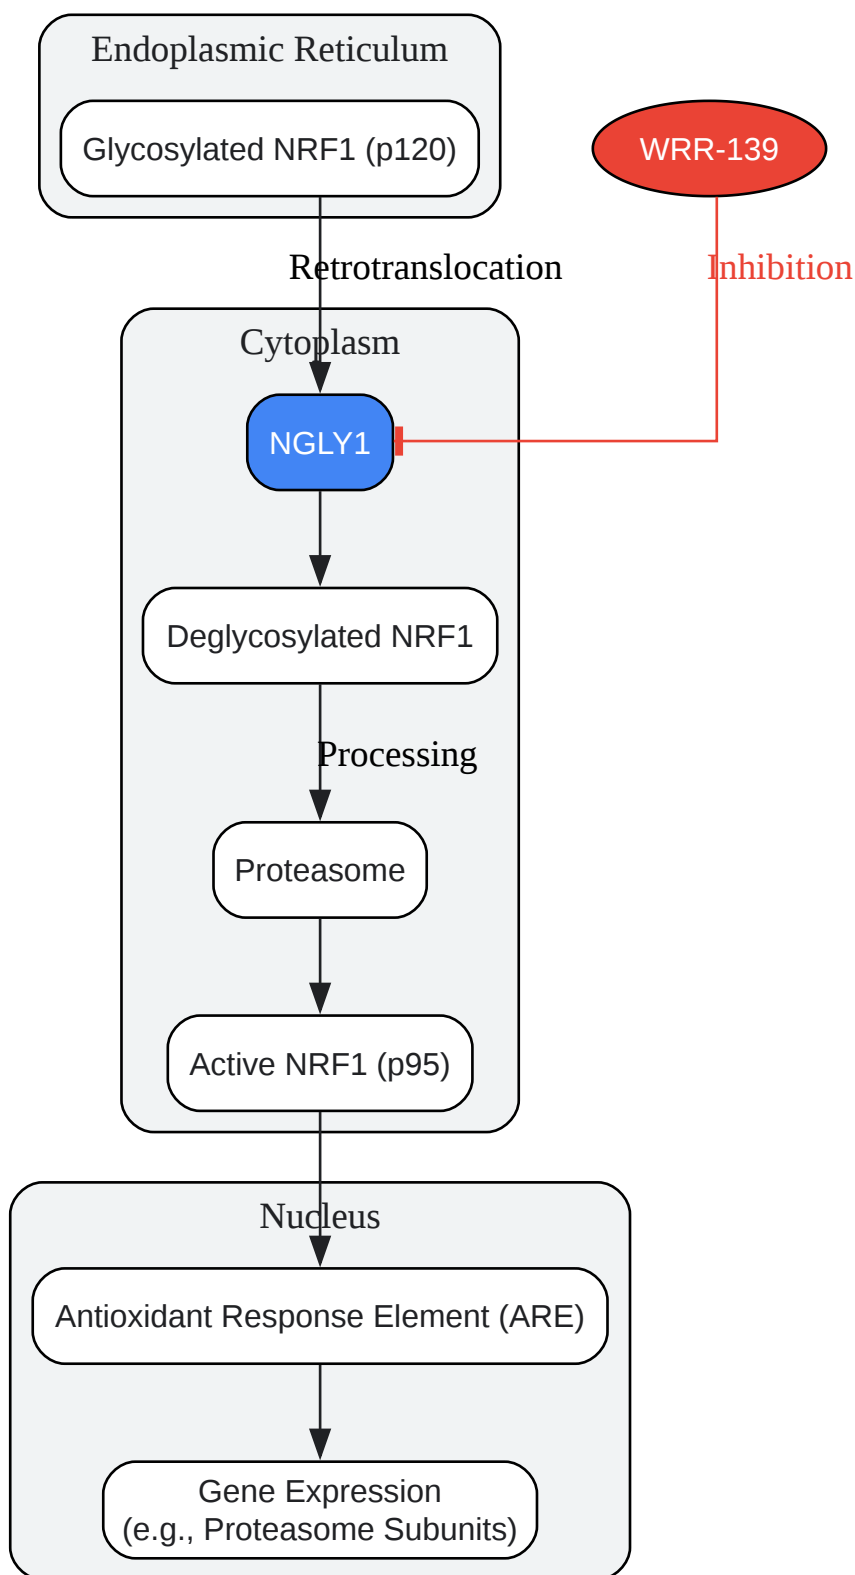 Endoplasmic Reticulum
Glycosylated NRF1 (p120)
WRR-139
Retrotranslocation
Inhibition
Cytoplasm
NGLY1
Deglycosylated NRF1
Processing
Proteasome
Active NRF1 (p95)
Nucleus
Antioxidant Response Element (ARE)
Gene Expression
(e.g., Proteasome Subunits)